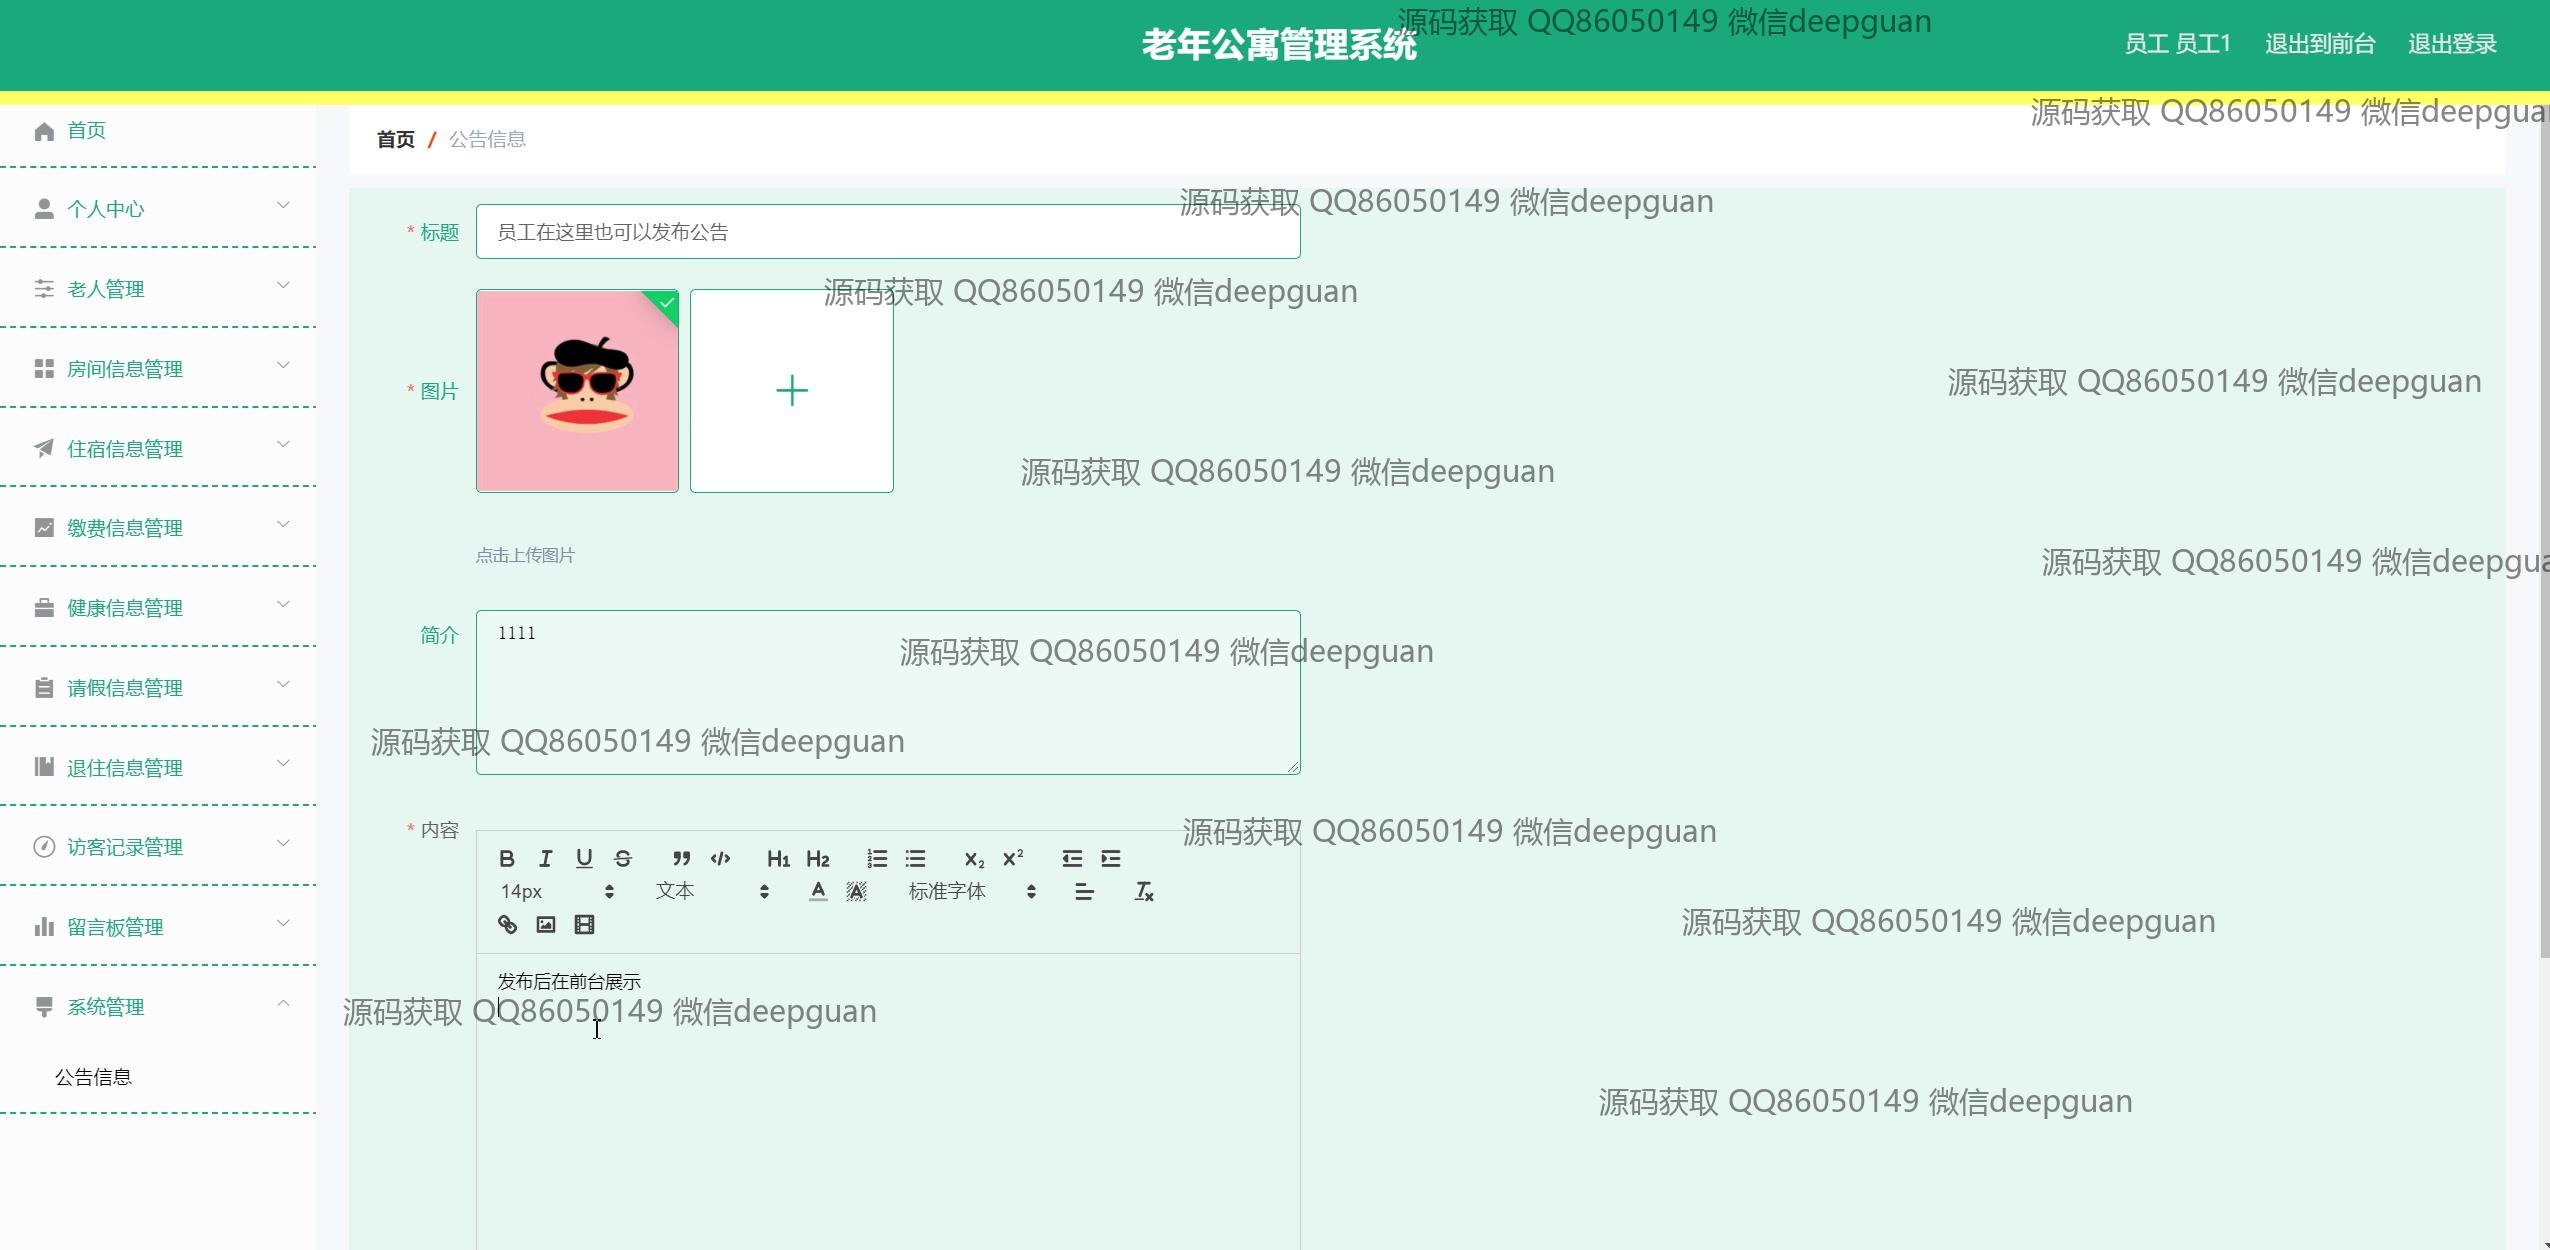 老年公寓管理系统
源码获取 QQ86050149 微信deepguan
员工 员工1
退出到前台
退出登录
源码获取 QQ86050149 微信deepgua
首页
个人中心
老人管理
房间信息管理
住宿信息管理
缴费信息管理
健康信息管理
请假信息管理
退住信息管理
访客记录管理
留言板管理
系统管理
公告信息
首页 / 公告信息
源码获取 QQ86050149 微信deepguan
* 标题
员工在这里也可以发布公告
源码获取 QQ86050149 微信deepguan
* 图片
源码获取 QQ86050149 微信deepguan
源码获取 QQ86050149 微信deepguan
点击上传图片
源码获取 QQ86050149 微信deepgua
简介
1111
源码获取 QQ86050149 微信deepguan
源码获取 QQ86050149 微信deepguan
* 内容
源码获取 QQ86050149 微信deepguan
B I U S H1 H2 X2 X2
14px 文本 A A 标准字体 Tx
源码获取 QQ86050149 微信deepguan
发布后在前台展示
源码获取 QQ86050149 微信deepguan
源码获取 QQ86050149 微信deepguan